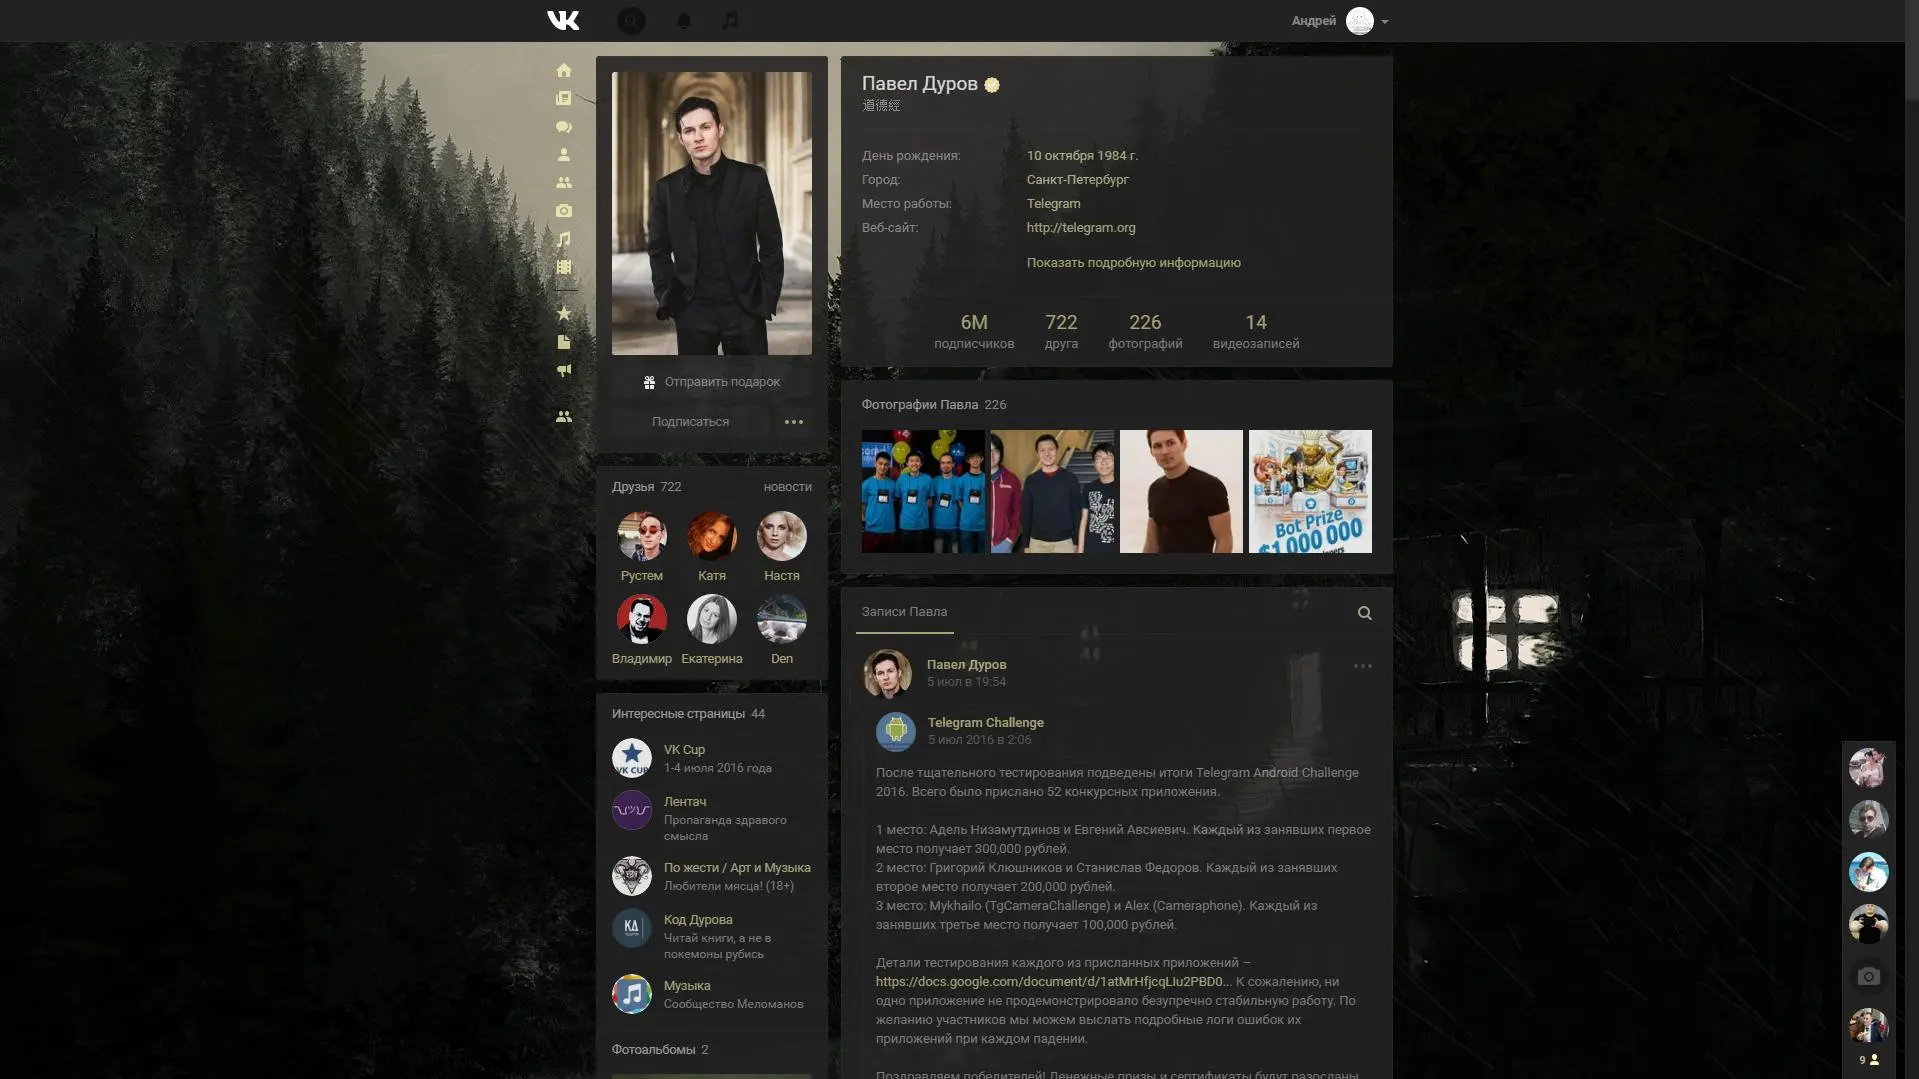 VK
Андрей
Павел Дуров
道德經
День рождения: 10 октября 1984 г.
Город: Санкт-Петербург
Место работы: Telegram
Веб-сайт: http://telegram.org
Показать подробную информацию
6M 722 226 14
подписчиков друга фотографий видеозаписей
Отправить подарок
Подписаться
Друзья 722 новости
Рустем Катя Настя
Владимир Екатерина Den
Интересные страницы 44
VK Cup
1-4 июля 2016 года
VK CUP
Лентач
Пропаганда здравого
смысла
По жести / Арт и Музыка
Любители мясца! (18+)
Код Дурова
Читай книги, а не в
покемоны рубись
КД
Музыка
Сообщество Меломанов
Фотоальбомы 2
Фотографии Павла 226
Bot Prize
$1,000,000
Записи Павла
Павел Дуров
5 июл в 19:54
Telegram Challenge
5 июл 2016 в 2:06
После тщательного тестирования подведены итоги Telegram Android Challenge
2016. Всего было прислано 52 конкурсных приложения.
1 место: Адель Низамутдинов и Евгений Авсиевич. Каждый из занявших первое
место получает 300,000 рублей.
2 место: Григорий Клюшников и Станислав Федоров. Каждый из занявших
второе место получает 200,000 рублей.
3 место: Mykhailo (TgCameraChallenge) и Alex (Cameraphone). Каждый из
занявших третье место получает 100,000 рублей.
Детали тестирования каждого из присланных приложений –
https://docs.google.com/document/d/1atMrHfjcqLIu2PBD0... К сожалению, ни
одно приложение не продемонстрировало безупречно стабильную работу. По
желанию участников мы можем выслать подробные логи ошибок их
приложений при каждом падении.
Поздравляем победителей! Денежные призы и сертификаты будут разосланы
9